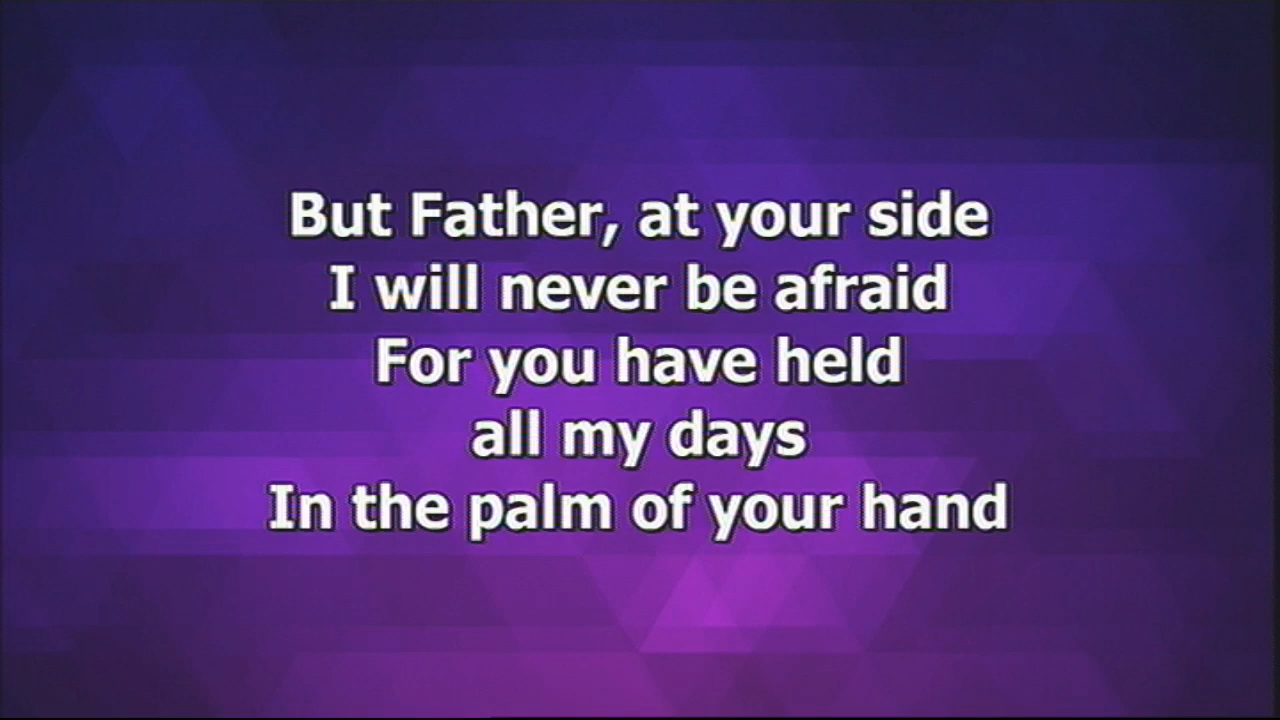 But Father, at your side
I will never be afraid
For you have held
all my days
In the palm of your hand